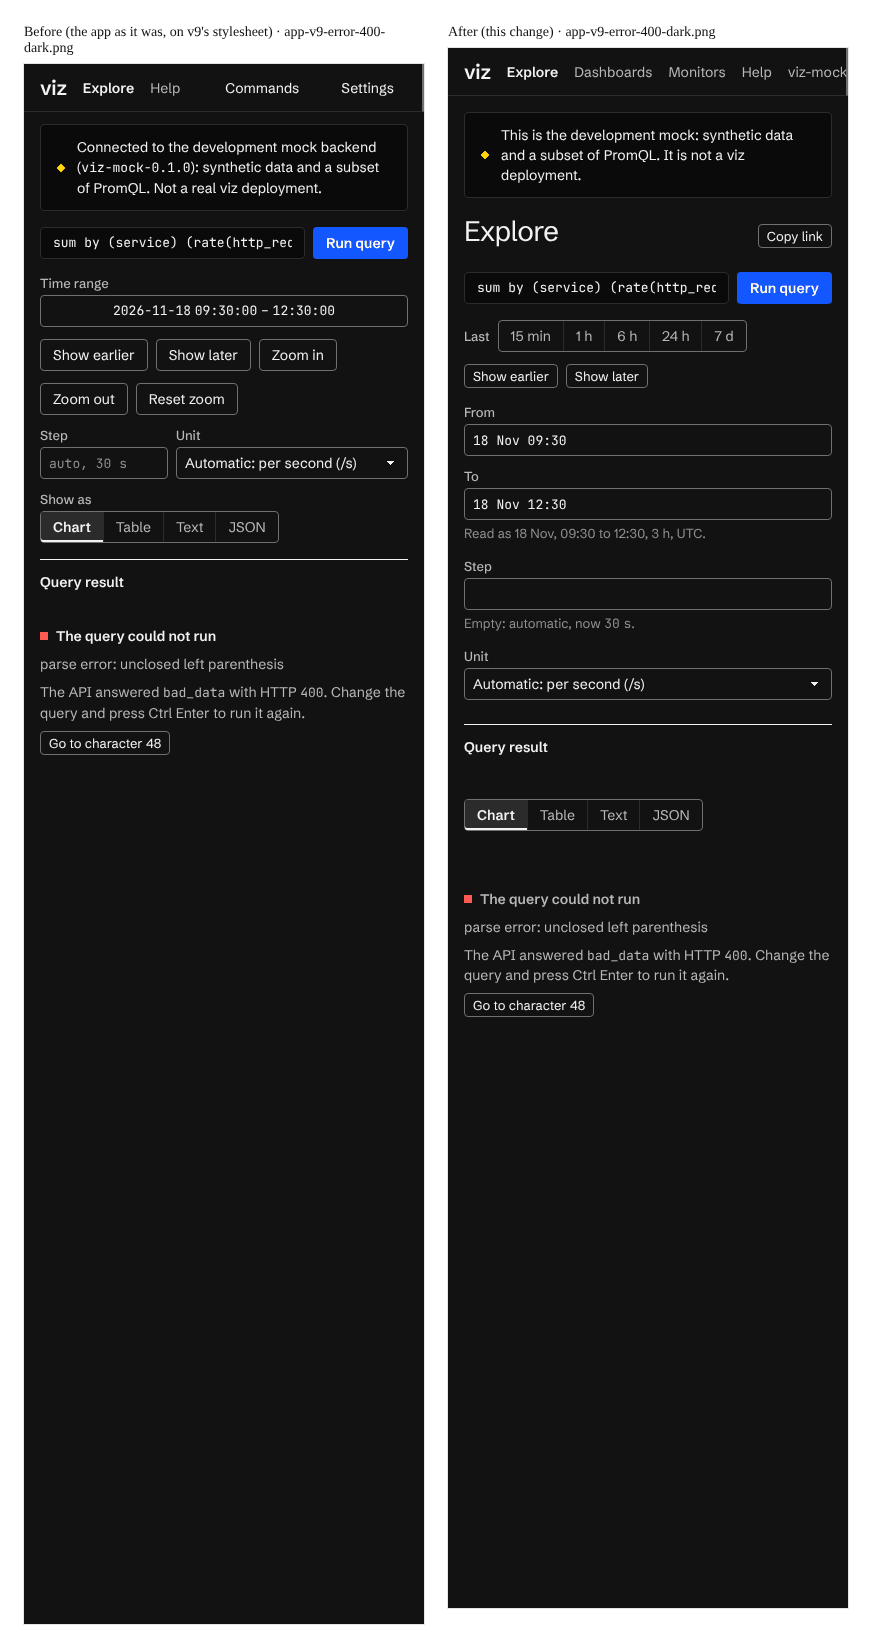 Before (the app as it was, on v9's stylesheet) · app-v9-error-400-
dark.png
viz Explore Help Commands Settings
Connected to the development mock backend
(viz-mock-0.1.0): synthetic data and a subset
of PromQL. Not a real viz deployment.
sum by (service) (rate(http_rec
Run query
Time range
2026-11-18 09:30:00 – 12:30:00
Show earlier Show later Zoom in
Zoom out Reset zoom
Step Unit
auto, 30 s Automatic: per second (/s)
Show as
Chart Table Text JSON
Query result
The query could not run
parse error: unclosed left parenthesis
The API answered bad_data with HTTP 400. Change the
query and press Ctrl Enter to run it again.
Go to character 48
After (this change) · app-v9-error-400-dark.png
viz Explore Dashboards Monitors Help viz-mock
This is the development mock: synthetic data
and a subset of PromQL. It is not a viz
deployment.
Explore
Copy link
sum by (service) (rate(http_rec
Run query
Last 15 min 1 h 6 h 24 h 7 d
Show earlier Show later
From
18 Nov 09:30
To
18 Nov 12:30
Read as 18 Nov, 09:30 to 12:30, 3 h, UTC.
Step
Empty: automatic, now 30 s.
Unit
Automatic: per second (/s)
Query result
Chart Table Text JSON
The query could not run
parse error: unclosed left parenthesis
The API answered bad_data with HTTP 400. Change the
query and press Ctrl Enter to run it again.
Go to character 48